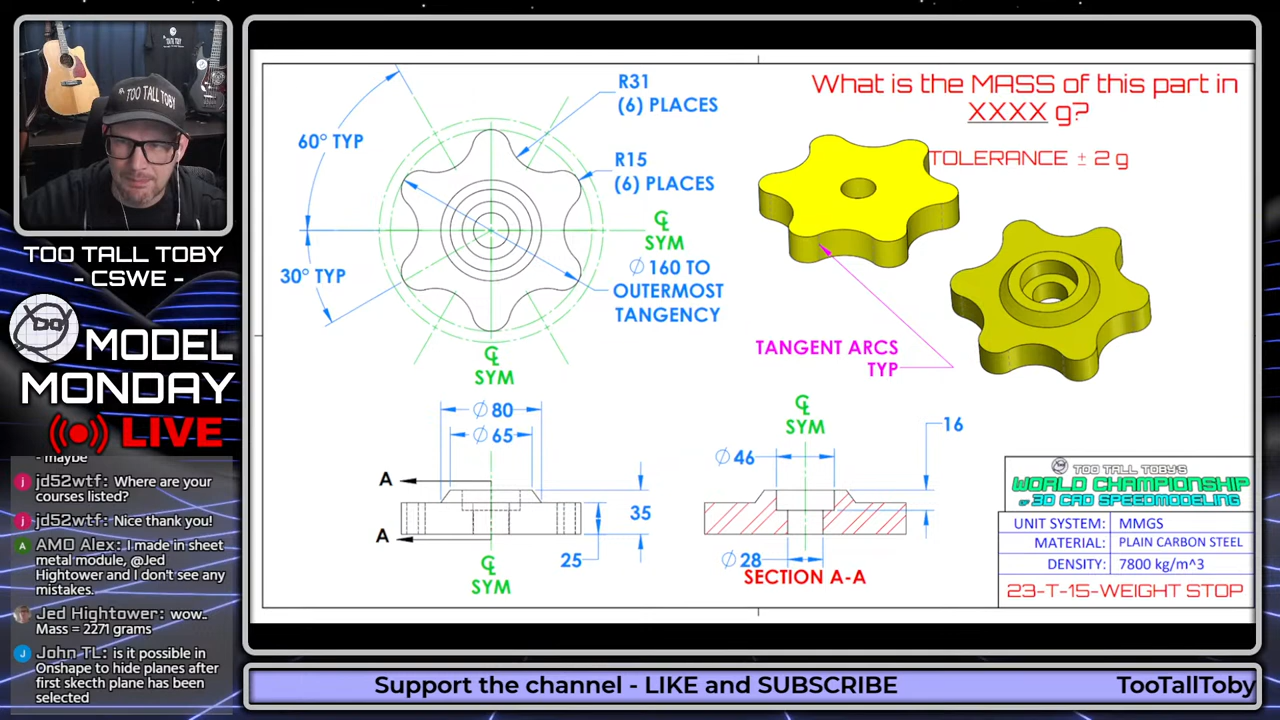 TOO TALL TOBY
TOO TALL TOBY
- CSWE -
MODEL
MONDAY
LIVE
- maybe
jd52wtf: Where are your
courses listed?
jd52wtf: Nice thank you!
AMO Alex: I made in sheet
metal module, @Jed
Hightower and I don't see any
mistakes.
Jed Hightower: wow..
Mass = 2271 grams
John TL: is it possible in
Onshape to hide planes after
first skecth plane has been
selected
R31
(6) PLACES
60° TYP
R15
(6) PLACES
℄
SYM
30° TYP
∅ 160 TO
OUTERMOST
TANGENCY
℄
SYM
What is the MASS of this part in
XXXX g?
TOLERANCE ± 2 g
TANGENT ARCS
TYP
∅ 80
∅ 65
A
A
35
25
℄
SYM
℄
SYM
16
∅ 46
∅ 28
SECTION A-A
TOO TALL TOBY'S
WORLD CHAMPIONSHIP
OF 3D CAD SPEEDMODELING
UNIT SYSTEM: MMGS
MATERIAL: PLAIN CARBON STEEL
DENSITY: 7800 kg/m^3
23-T-15-WEIGHT STOP
Support the channel - LIKE and SUBSCRIBE
TooTallToby